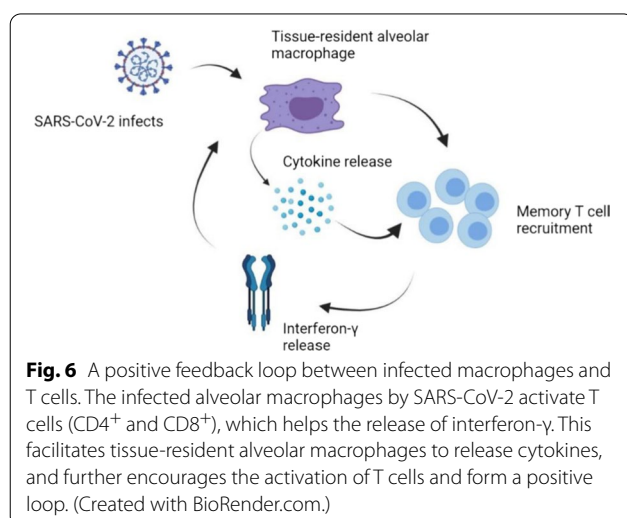 Tissue-resident alveolar
macrophage
SARS-CoV-2 infects
Cytokine release
Memory T cell
recruitment
Interferon-γ
release
Fig. 6 A positive feedback loop between infected macrophages and
T cells. The infected alveolar macrophages by SARS-CoV-2 activate T
cells (CD4⁺ and CD8⁺), which helps the release of interferon-γ. This
facilitates tissue-resident alveolar macrophages to release cytokines,
and further encourages the activation of T cells and form a positive
loop. (Created with BioRender.com.)